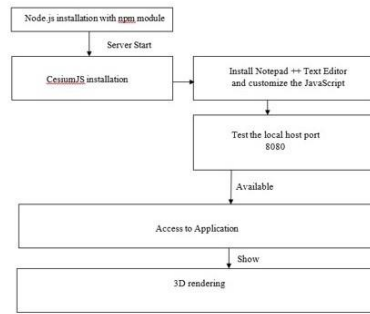 Node.js installation with npm module
Server Start
CesiumJS installation
Install Notepad ++ Text Editor
and customize the JavaScript
Test the local host port
8080
Available
Access to Application
Show
3D rendering